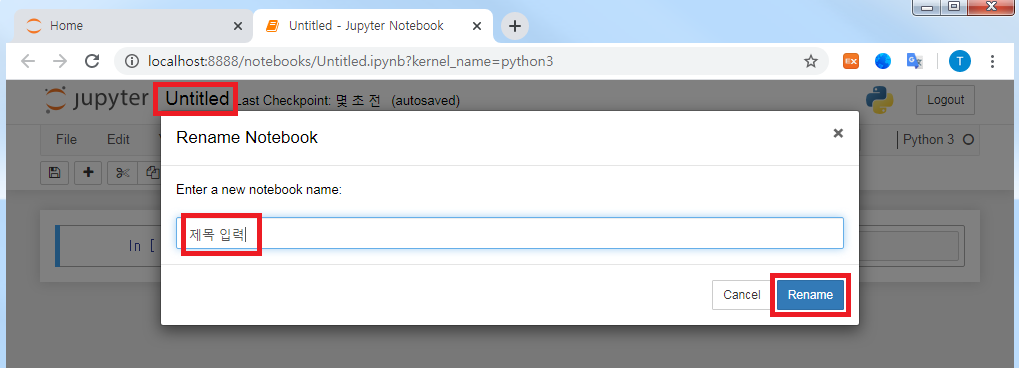 Home
Untitled - Jupyter Notebook
localhost:8888/notebooks/Untitled.ipynb?kernel_name=python3
EX
T
jupyter Untitled Last Checkpoint: 몇 초 전 (autosaved)
Logout
File Edit
Python 3
Rename Notebook
Enter a new notebook name:
In [
제목 입력
Cancel Rename